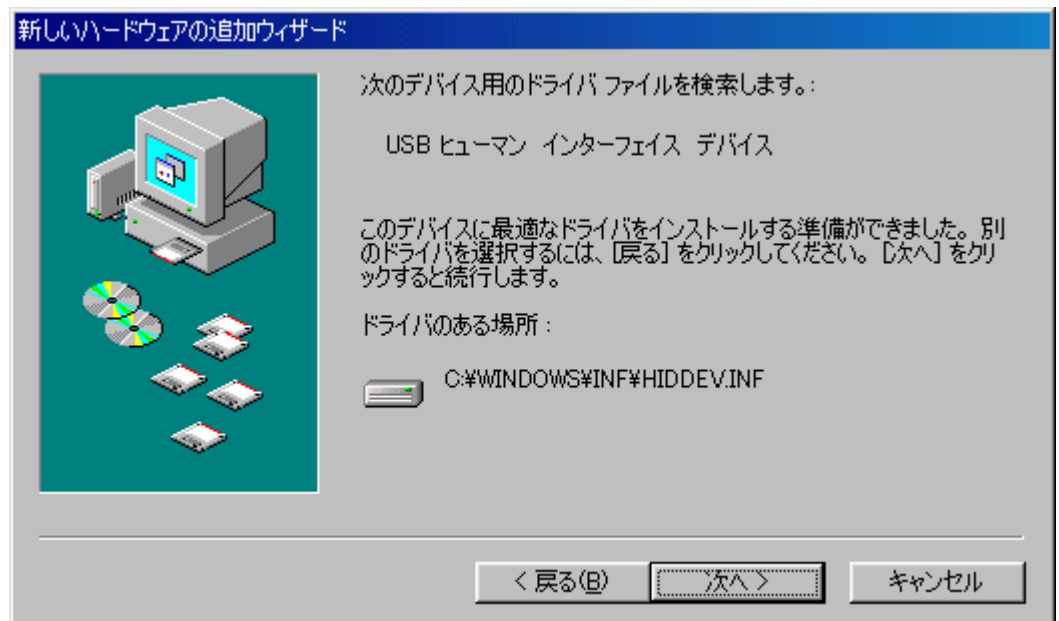 新しいハードウェアの追加ウィザード
次のデバイス用のドライバ ファイルを検索します。:
USB ヒューマン インターフェイス デバイス
このデバイスに最適なドライバをインストールする準備ができました。別
のドライバを選択するには、[戻る] をクリックしてください。[次へ] をクリ
ックすると続行します。
ドライバのある場所 :
C:¥WINDOWS¥INF¥HIDDEV.INF
< 戻る(B)
次へ >
キャンセル